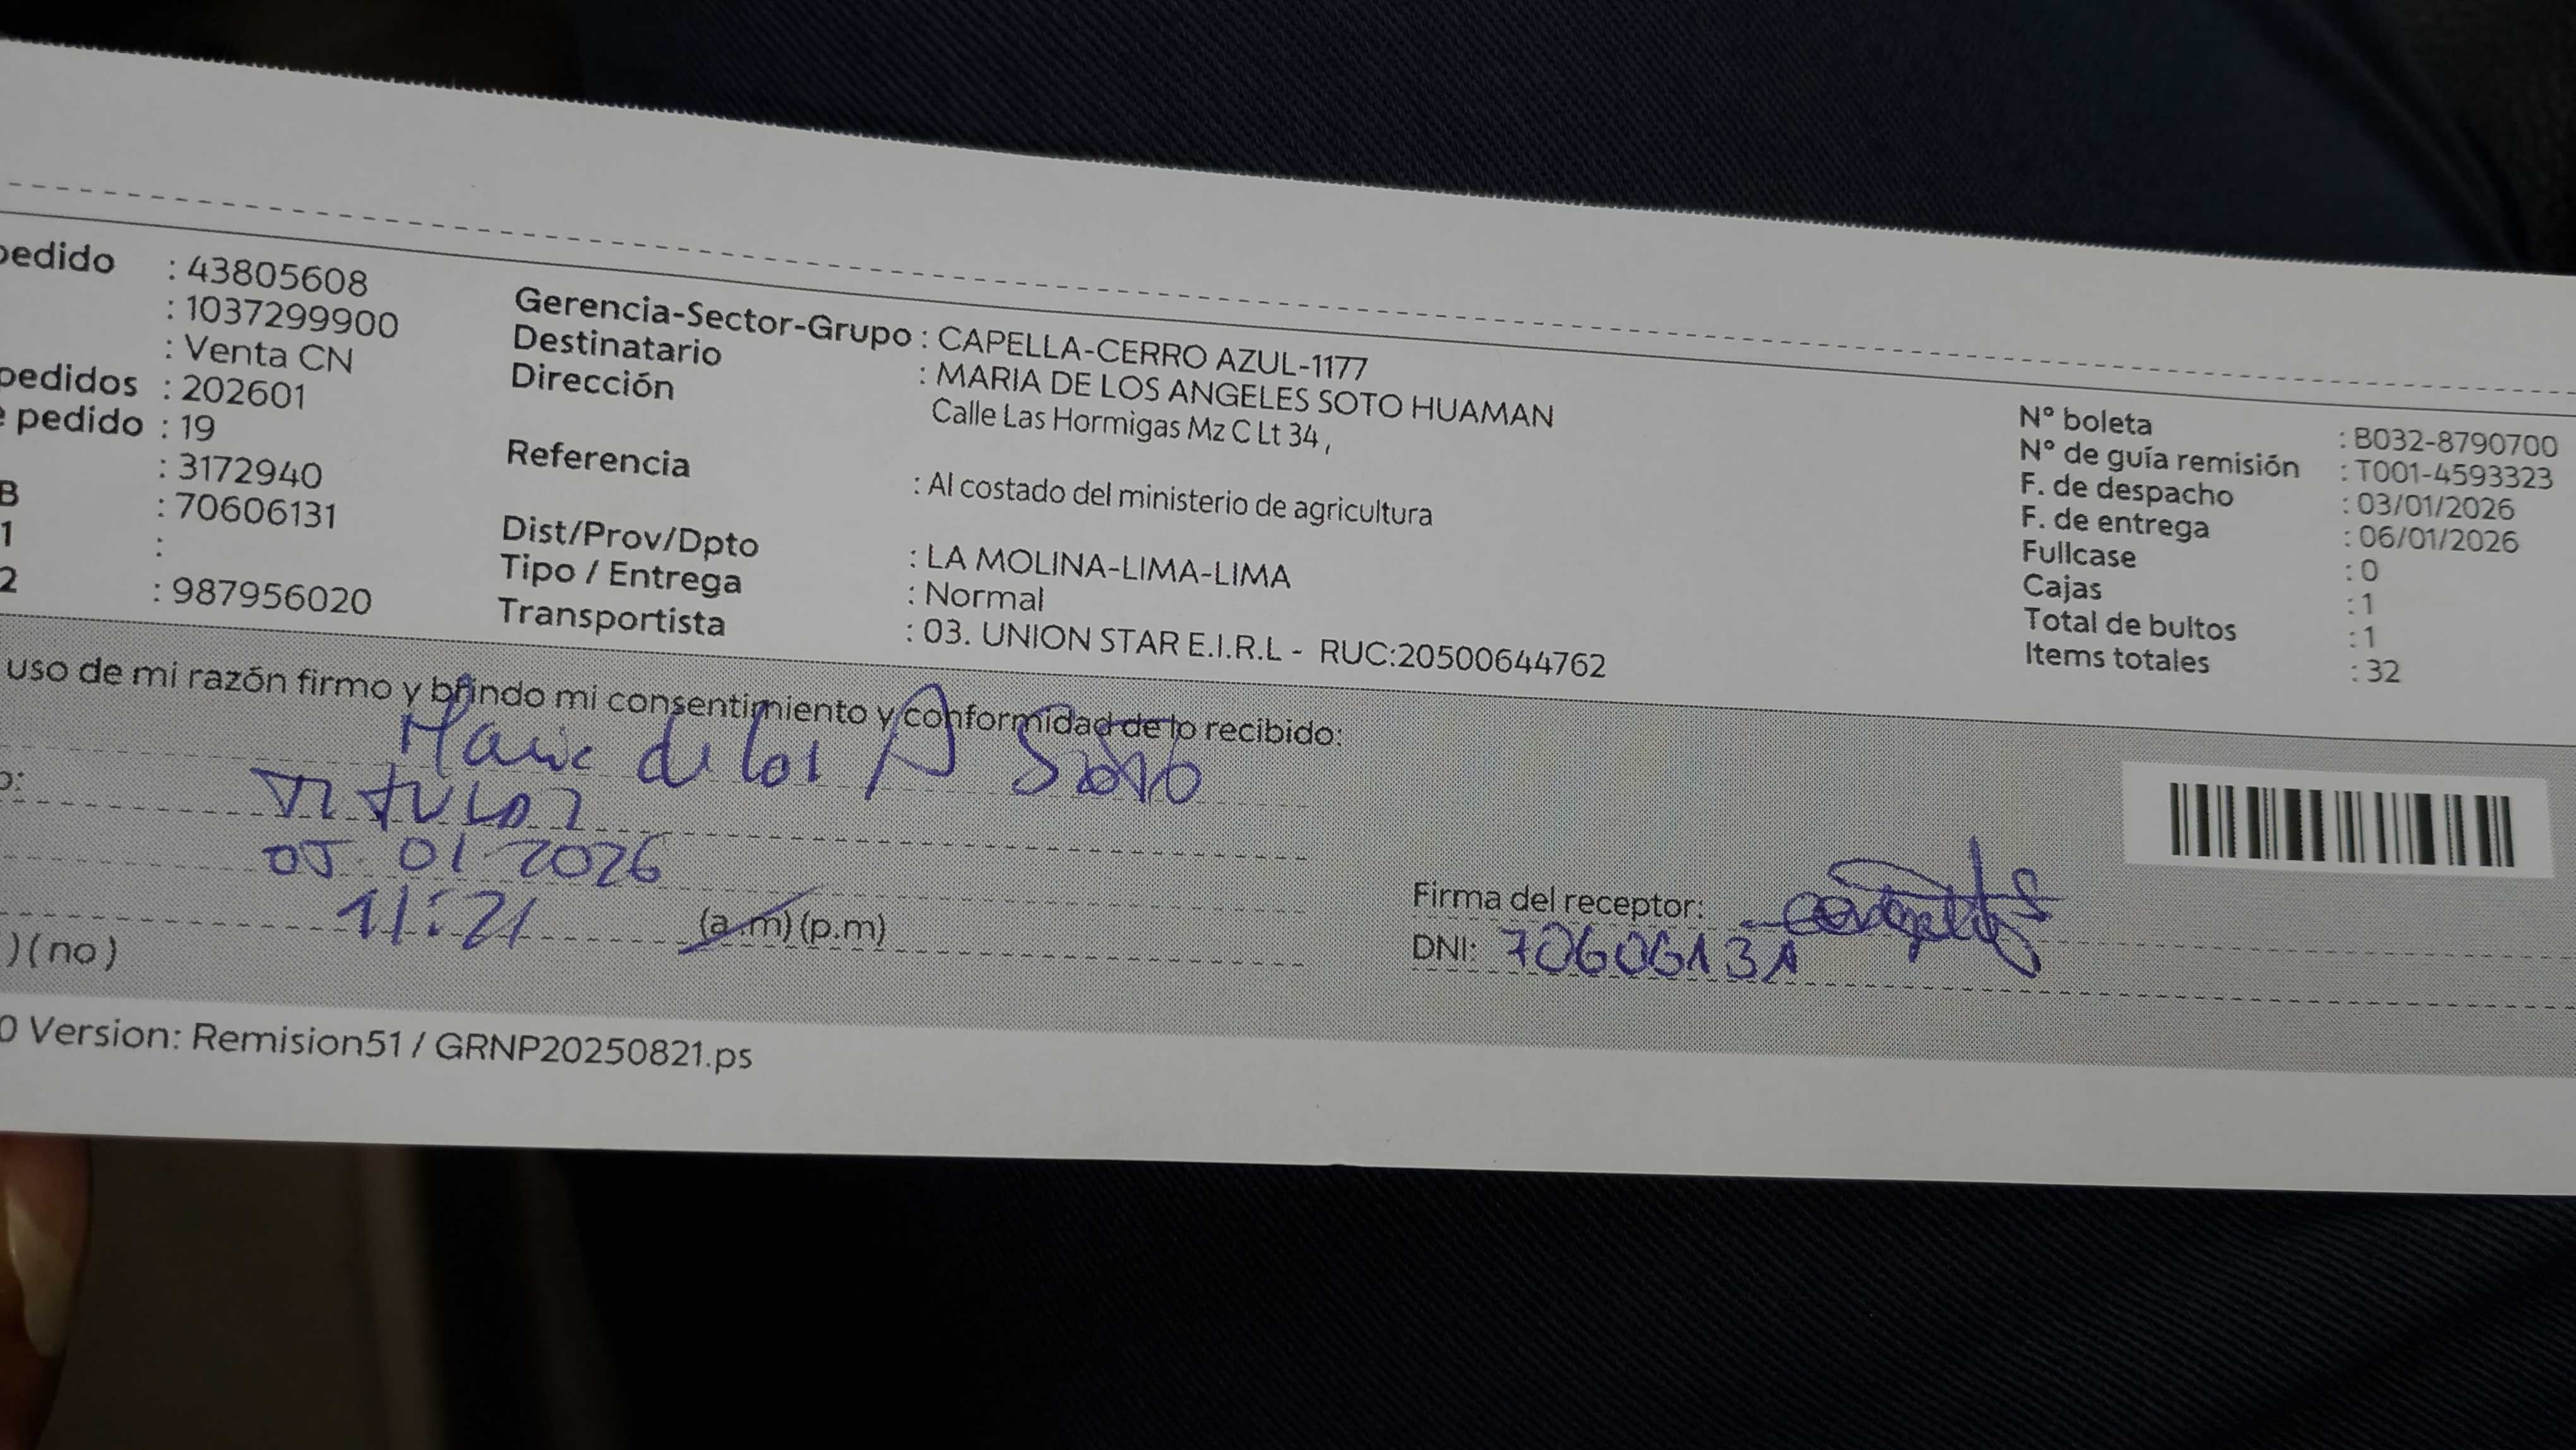 pedido : 43805608
: 1037299900
: Venta CN
pedidos : 202601
e pedido : 19
: 3172940
B : 70606131
1 :
2 : 987956020
Gerencia-Sector-Grupo : CAPELLA-CERRO AZUL-1177
Destinatario : MARIA DE LOS ANGELES SOTO HUAMAN
Dirección Calle Las Hormigas Mz C Lt 34 ,
Referencia : Al costado del ministerio de agricultura
Dist/Prov/Dpto : LA MOLINA-LIMA-LIMA
Tipo / Entrega : Normal
Transportista : 03. UNION STAR E.I.R.L - RUC:20500644762
N° boleta : B032-8790700
N° de guía remisión : T001-4593323
F. de despacho : 03/01/2026
F. de entrega : 06/01/2026
Fullcase : 0
Cajas : 1
Total de bultos : 1
Items totales : 32
uso de mi razón firmo y brindo mi consentimiento y conformidad de lo recibido:
Maria de los A Soto
o: Titular
05-01-2026
11:21 (a.m) (p.m)
) ( no )
Firma del receptor:
DNI: 70606131
0 Version: Remision51 / GRNP20250821.ps